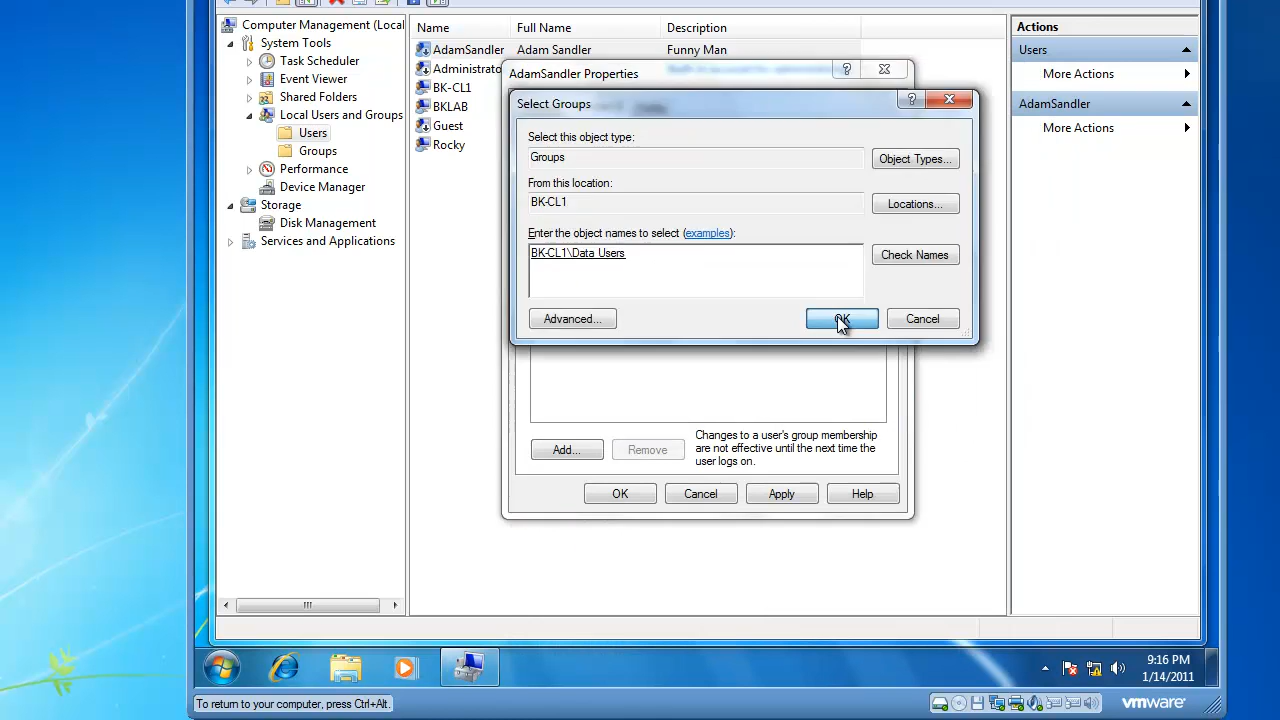 Computer Management (Local
System Tools
Task Scheduler
Event Viewer
Shared Folders
Local Users and Groups
Users
Groups
Performance
Device Manager
Storage
Disk Management
Services and Applications
Name Full Name Description
AdamSandler Adam Sandler Funny Man
Administrato
BK-CL1
BKLAB
Guest
Rocky
AdamSandler Properties
Select Groups
Select this object type:
Groups
Object Types...
From this location:
BK-CL1
Locations...
Enter the object names to select (examples):
BK-CL1\Data Users
Check Names
Advanced...
OK
Cancel
Add...
Remove
Changes to a user's group membership
are not effective until the next time the
user logs on.
OK
Cancel
Apply
Help
Actions
Users
More Actions
AdamSandler
More Actions
9:16 PM
1/14/2011
To return to your computer, press Ctrl+Alt.
vmware